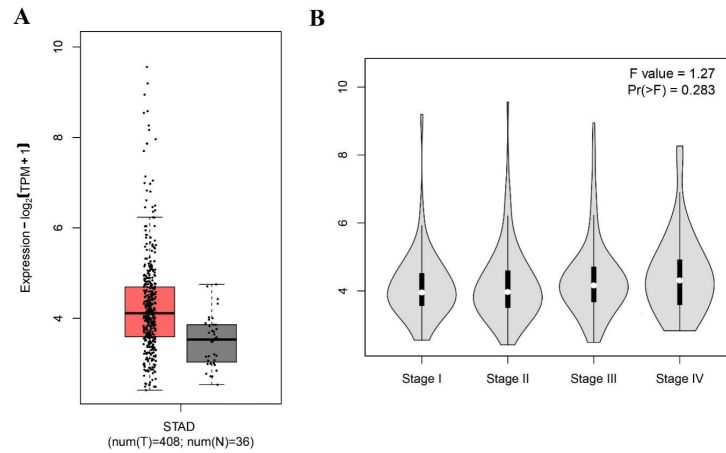 A
Expression − log₂(TPM + 1)
10
8
6
4
STAD
(num(T)=408; num(N)=36)
B
F value = 1.27
Pr(>F) = 0.283
10
8
6
4
Stage I
Stage II
Stage III
Stage IV